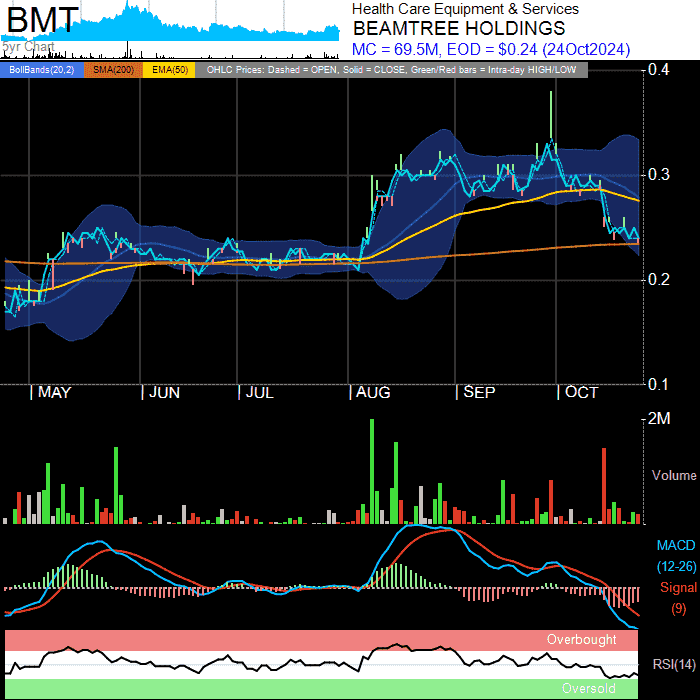 BMT
5yr Chart
Health Care Equipment & Services
BEAMTREE HOLDINGS
MC = 69.5M, EOD = $0.24 (24Oct2024)
BollBands(20,2) SMA(200) EMA(50) OHLC Prices: Dashed = OPEN, Solid = CLOSE, Green/Red bars = Intra-day HIGH/LOW
0.4
0.3
0.2
0.1
MAY JUN JUL AUG SEP OCT
2M
Volume
MACD
(12-26)
Signal
(9)
Overbought
RSI(14)
Oversold